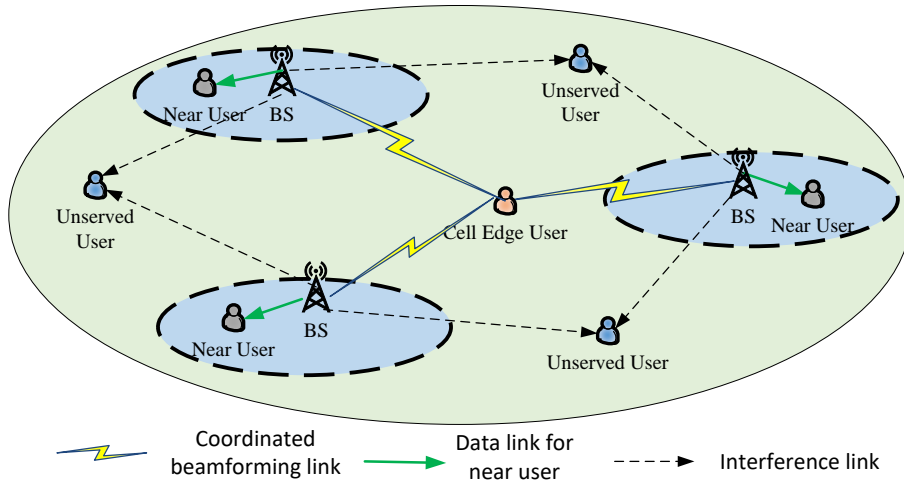 Near User
BS
Unserved
User
Unserved
User
BS
Near User
Cell Edge User
BS
Near User
Unserved User
Coordinated
beamforming link
Data link for
near user
Interference link